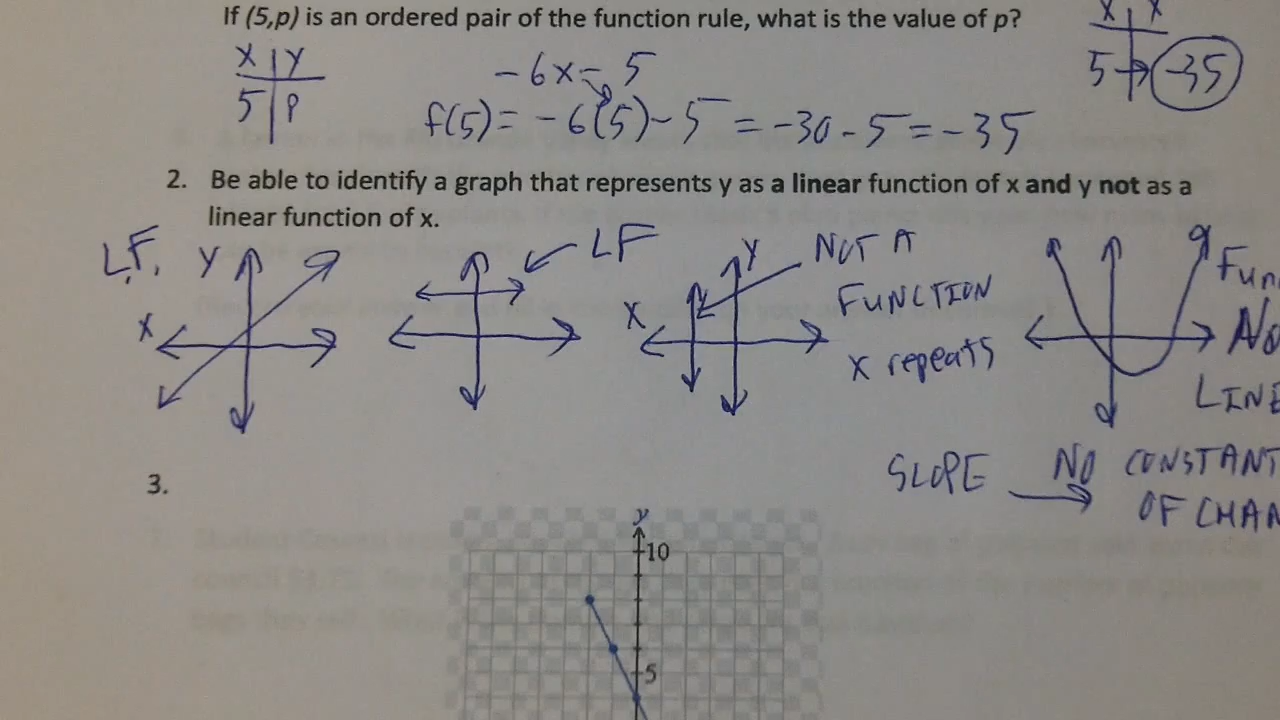 If (5,p) is an ordered pair of the function rule, what is the value of p?
X Y
5 P
-6x - 5
f(5) = -6(5) - 5 = -30 - 5 = -35
X X
5 → -35
2. Be able to identify a graph that represents y as a linear function of x and y not as a
linear function of x.
L.F. Y
X
LF
Y
X
NOT A
FUNCTION
x repeats
Fun
No
LINE
SLOPE → NO CONSTANT
OF CHAN
3.
y
10
5